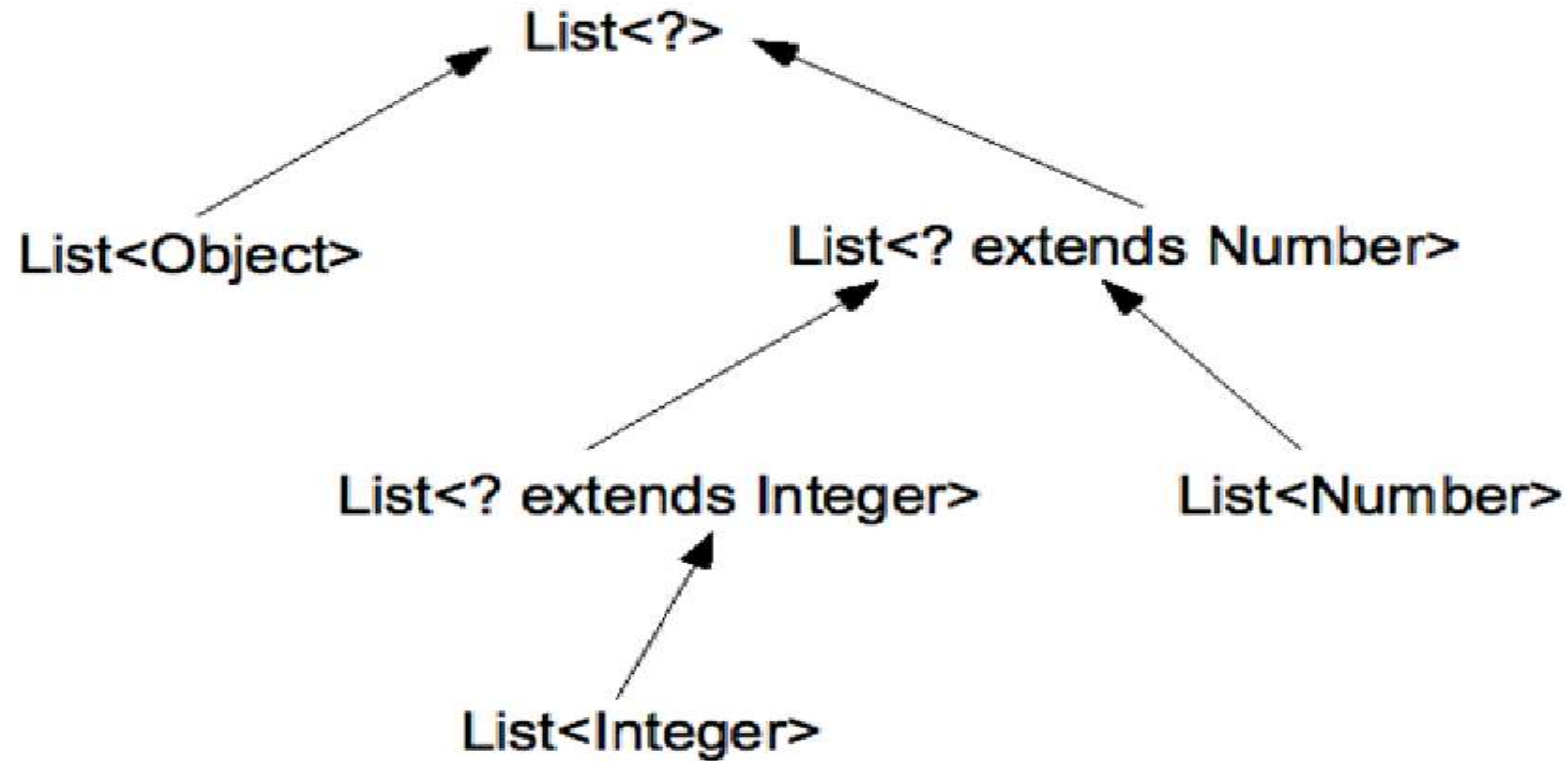 List<?>
List<Object>
List<? extends Number>
List<? extends Integer>
List<Number>
List<Integer>